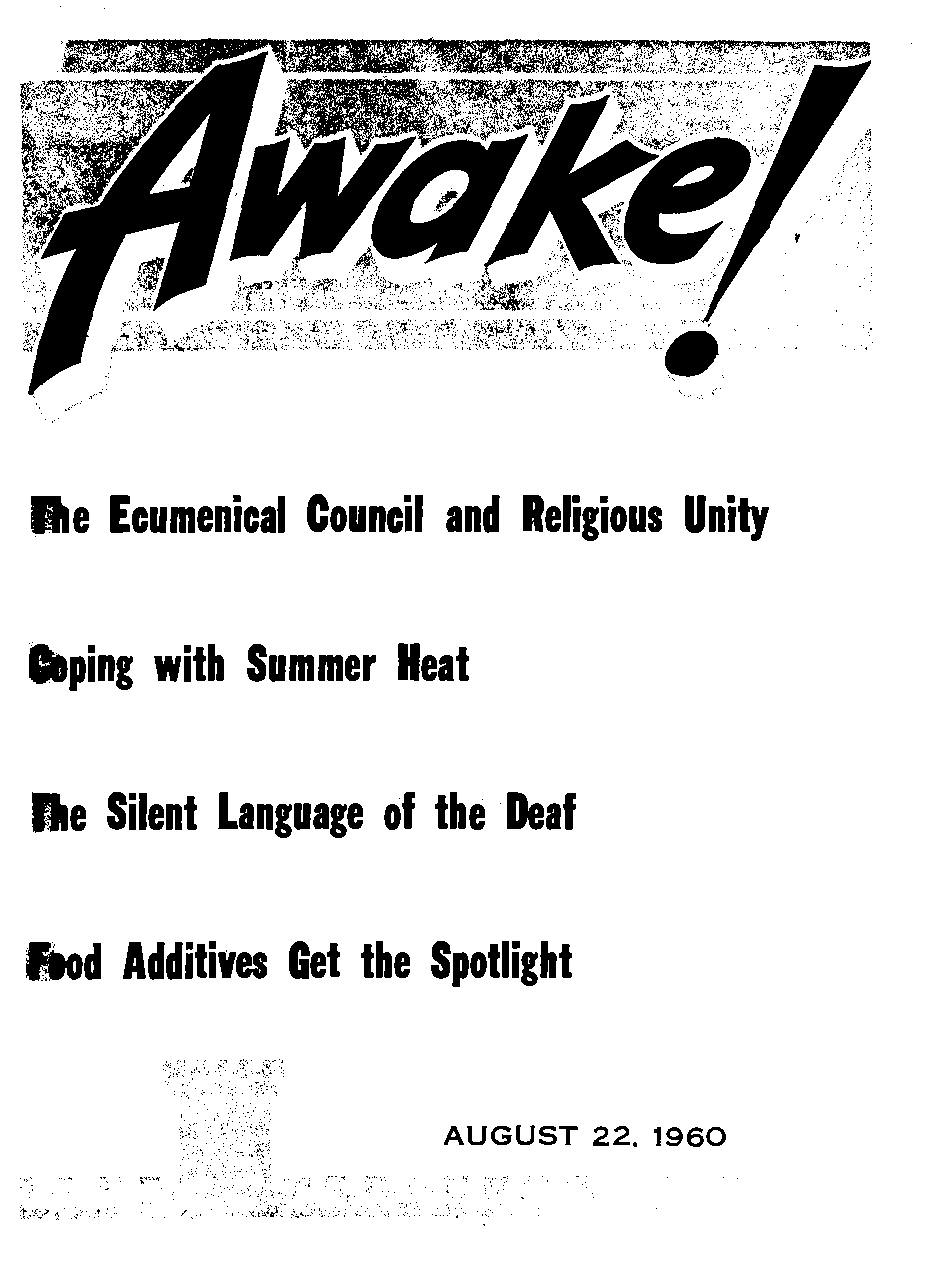 Awake!
The Ecumenical Council and Religious Unity
Coping with Summer Heat
The Silent Language of the Deaf
Food Additives Get the Spotlight
AUGUST 22, 1960